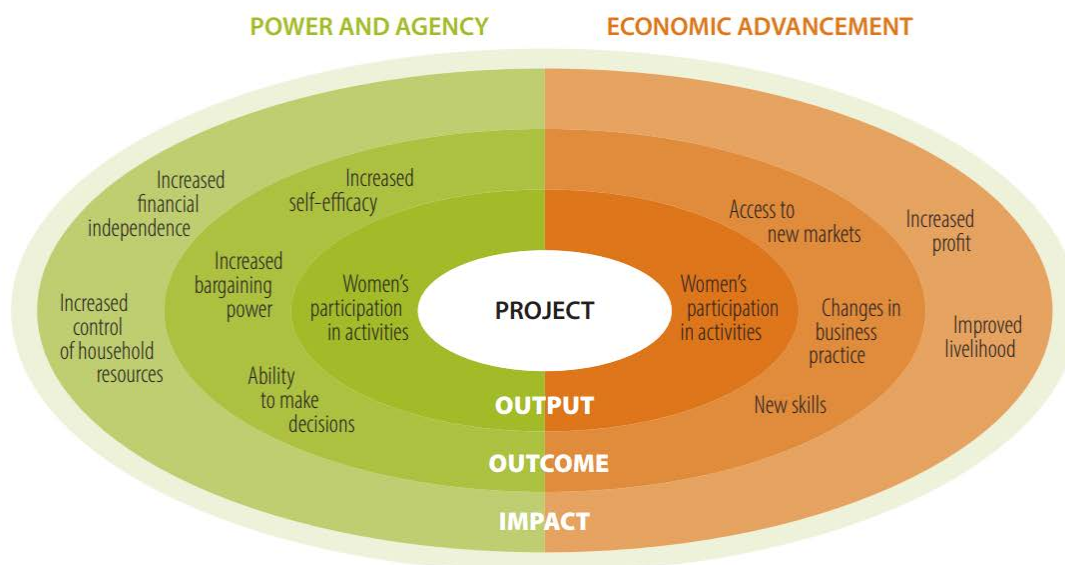 POWER AND AGENCY
ECONOMIC ADVANCEMENT
Increased
financial
independence
Increased
self-efficacy
Increased
bargaining
power
Increased
control
of household
resources
Ability
to make
decisions
Women's
participation
in activities
PROJECT
Women's
participation
in activities
Access to
new markets
Changes in
business
practice
New skills
Increased
profit
Improved
livelihood
OUTPUT
OUTCOME
IMPACT